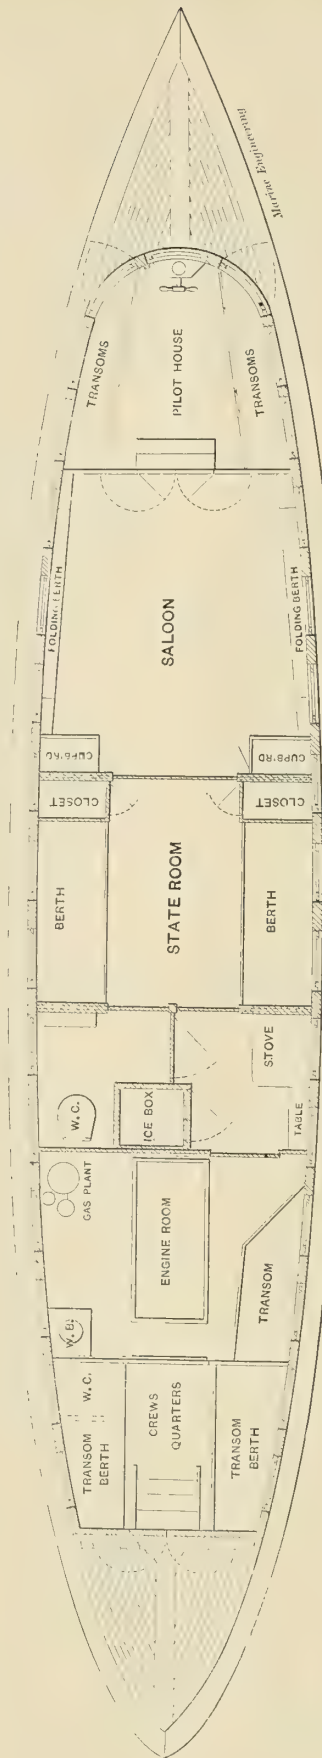 Marine Engineering
TRANSOMS
PILOT HOUSE
TRANSOMS
FOLDING BERTH
SALOON
FOLDING BERTH
CUPB'RD
CUPB'RD
CLOSET
CLOSET
BERTH
STATE ROOM
BERTH
W.C.
ICE BOX
STOVE
TABLE
GAS PLANT
ENGINE ROOM
TRANSOM
W.B.
W.C.
TRANSOM
BERTH
CREWS
QUARTERS
TRANSOM
BERTH